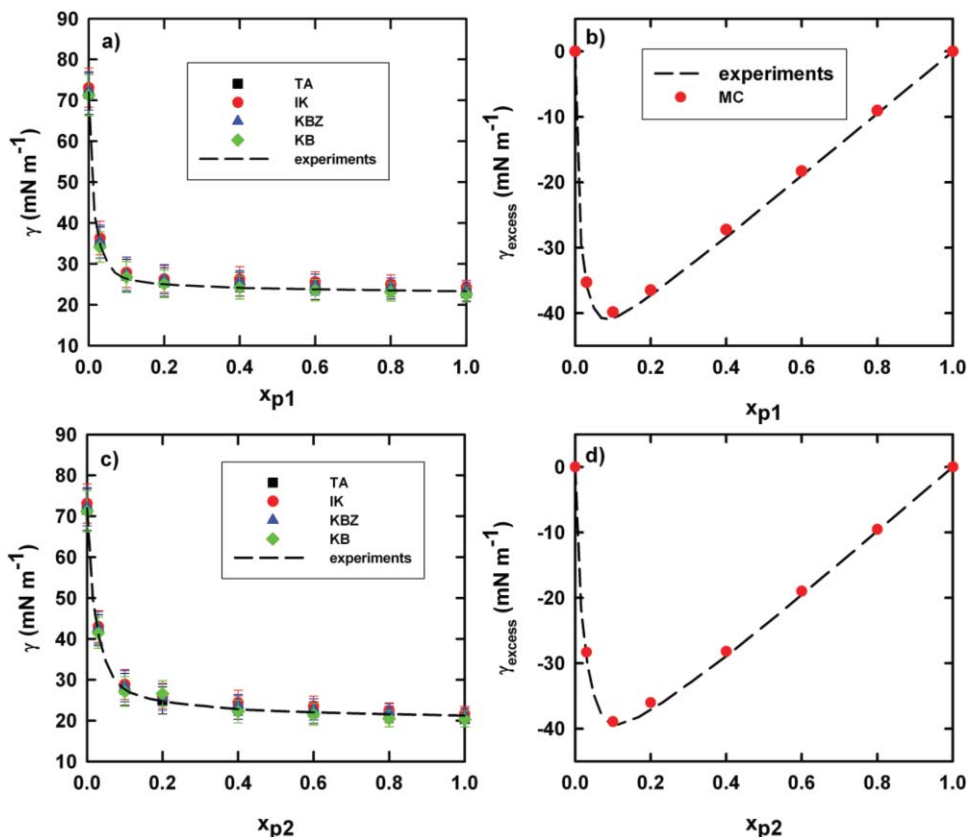 a)
γ (mN m⁻¹)
90
80
70
60
50
40
30
20
10
TA
IK
KBZ
KB
experiments
0.0 0.2 0.4 0.6 0.8 1.0
xp1
b)
γexcess (mN m⁻¹)
0
-10
-20
-30
-40
experiments
MC
0.0 0.2 0.4 0.6 0.8 1.0
xp1
c)
γ (mN m⁻¹)
90
80
70
60
50
40
30
20
10
TA
IK
KBZ
KB
experiments
0.0 0.2 0.4 0.6 0.8 1.0
xp2
d)
γexcess (mN m⁻¹)
0
-10
-20
-30
-40
0.0 0.2 0.4 0.6 0.8 1.0
xp2